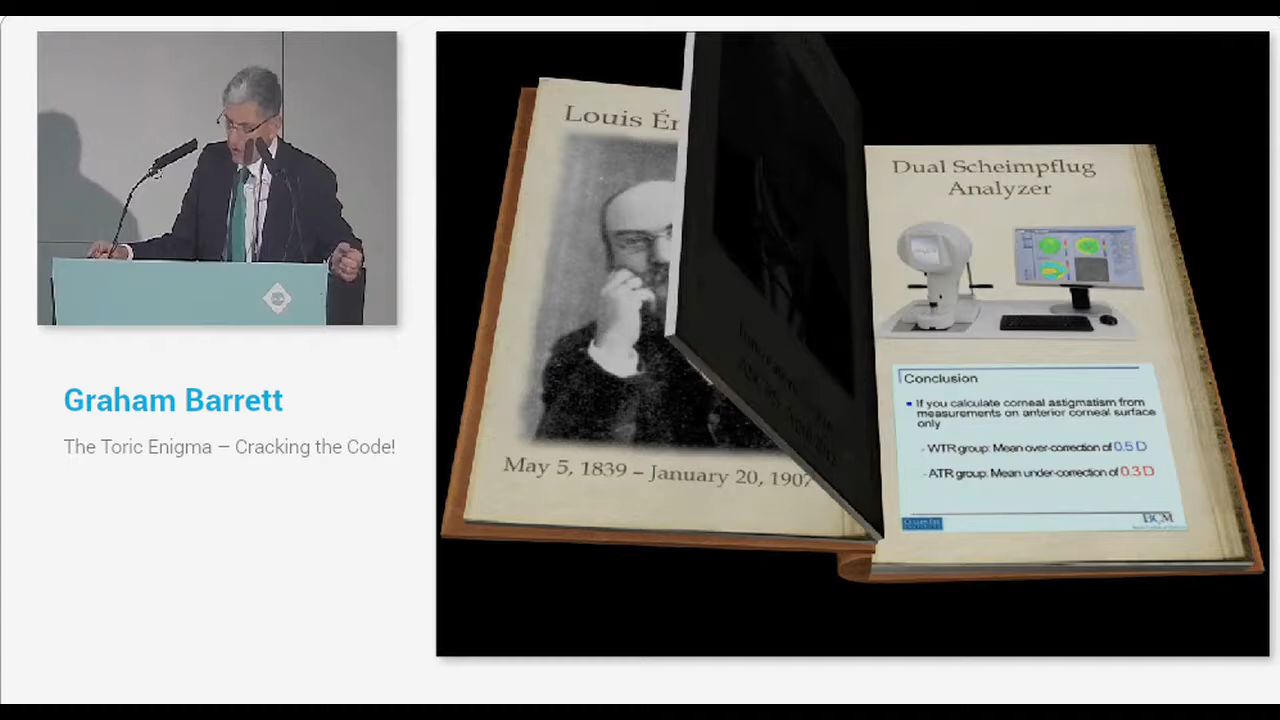 Graham Barrett
The Toric Enigma – Cracking the Code!
Louis
May 5, 1839 – January 20, 1907
Dual Scheimpflug
Analyzer
Conclusion
If you calculate corneal astigmatism from
measurements on anterior corneal surface
only
- WTR group: Mean over-correction of 0.5 D
- ATR group: Mean under-correction of 0.3 D
BCM